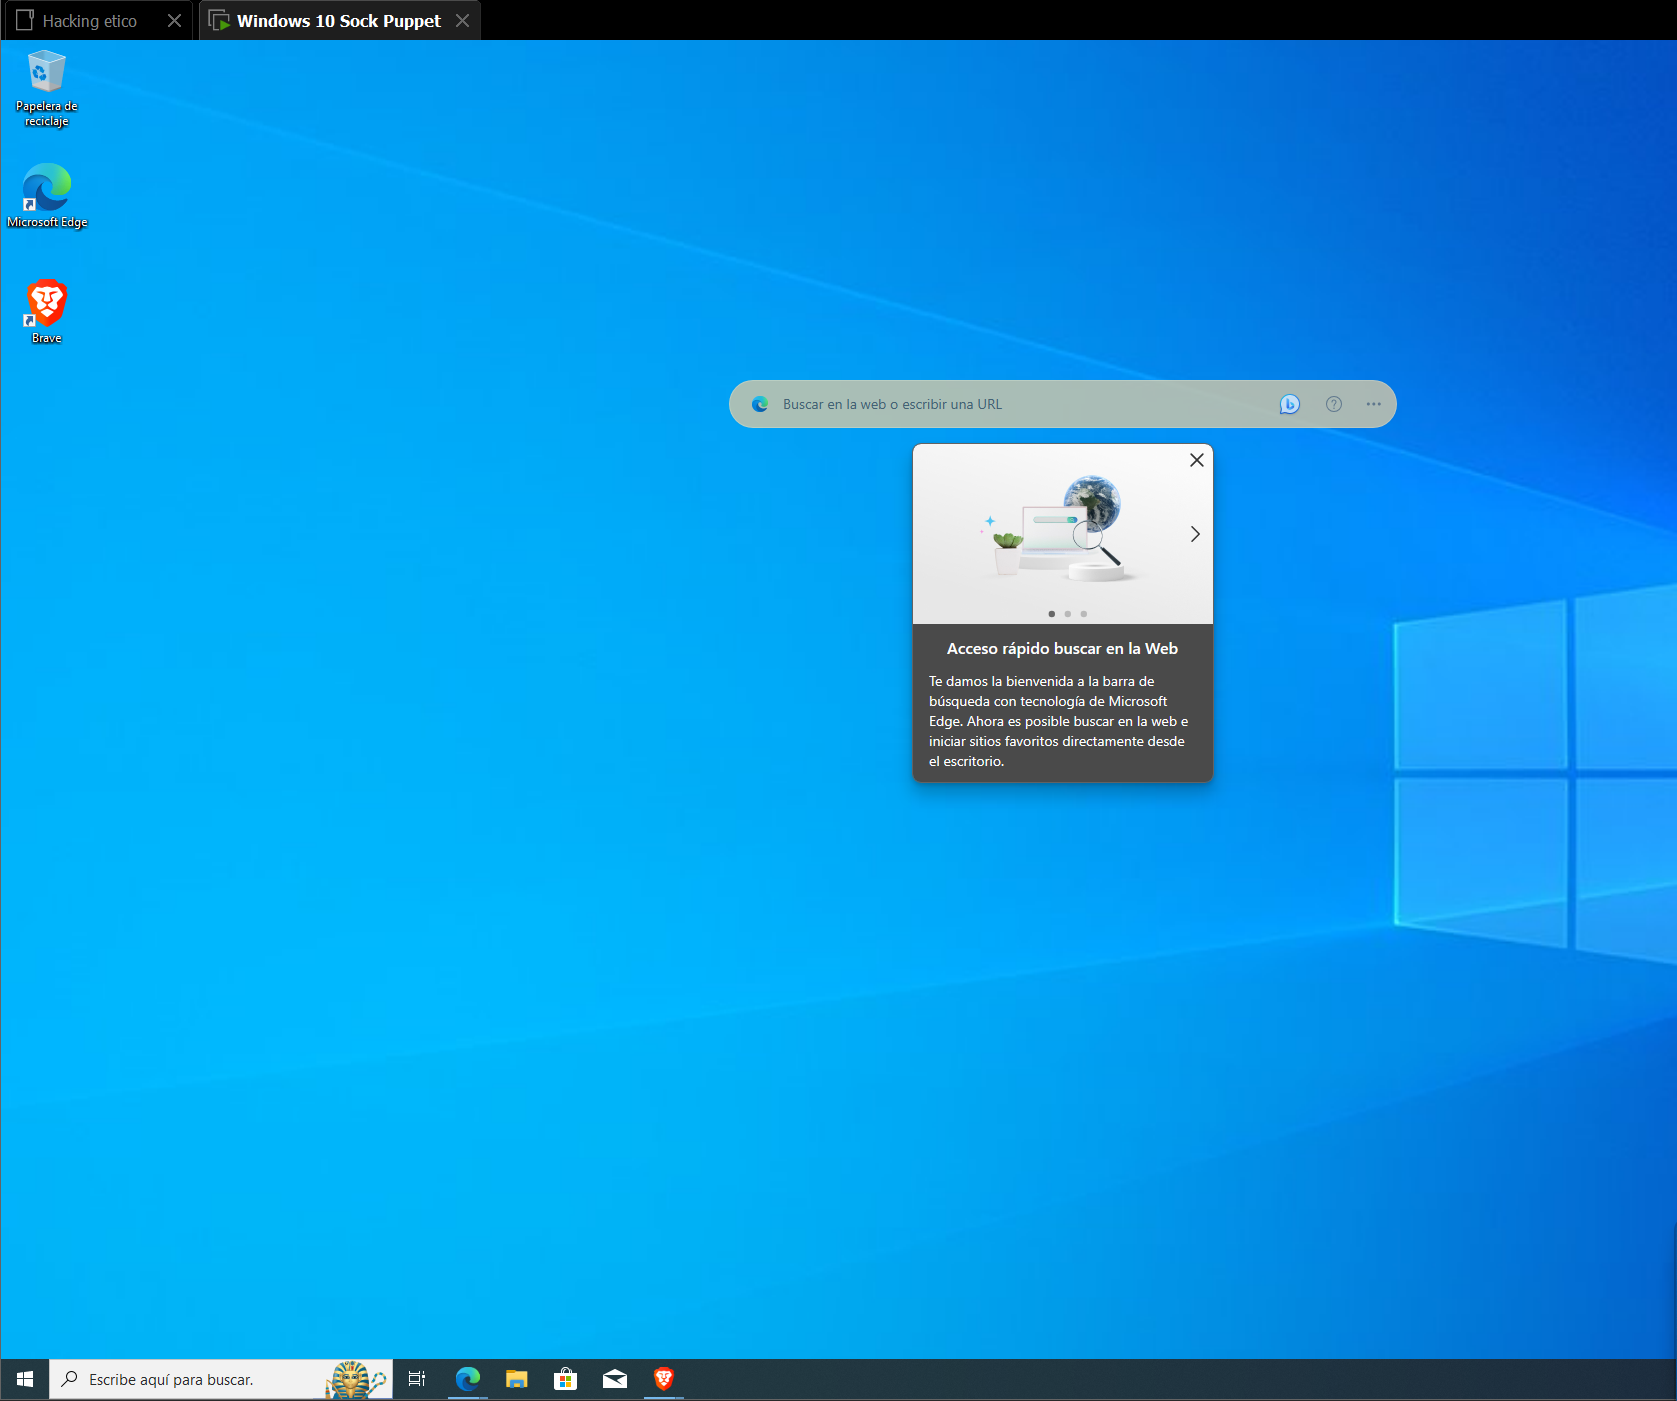 Hacking etico
Windows 10 Sock Puppet
Papelera de
reciclaje
Microsoft Edge
Brave
Buscar en la web o escribir una URL
Acceso rápido buscar en la Web
Te damos la bienvenida a la barra de
búsqueda con tecnología de Microsoft
Edge. Ahora es posible buscar en la web e
iniciar sitios favoritos directamente desde
el escritorio.
Escribe aquí para buscar.